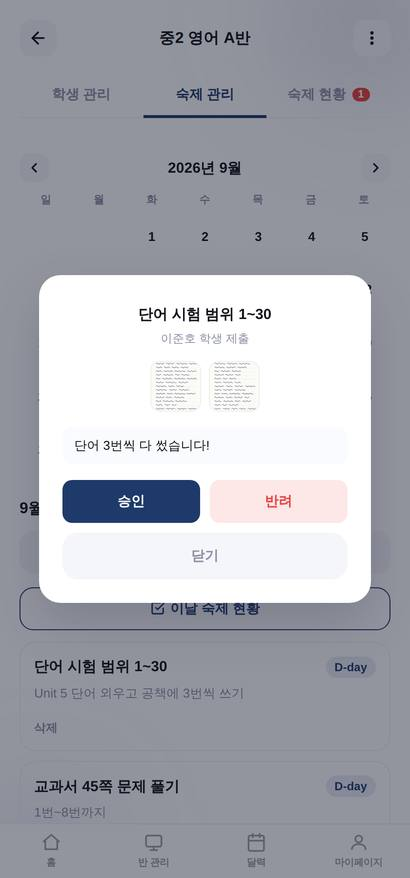 중2 영어 A반
학생 관리
숙제 관리
숙제 현황 1
2026년 9월
일 월 화 수 목 금 토
1 2 3 4 5
단어 시험 범위 1~30
이준호 학생 제출
단어 3번씩 다 썼습니다!
승인
반려
닫기
9월
이날 숙제 현황
단어 시험 범위 1~30
D-day
Unit 5 단어 외우고 공책에 3번씩 쓰기
삭제
교과서 45쪽 문제 풀기
D-day
1번~8번까지
홈
반 관리
달력
마이페이지